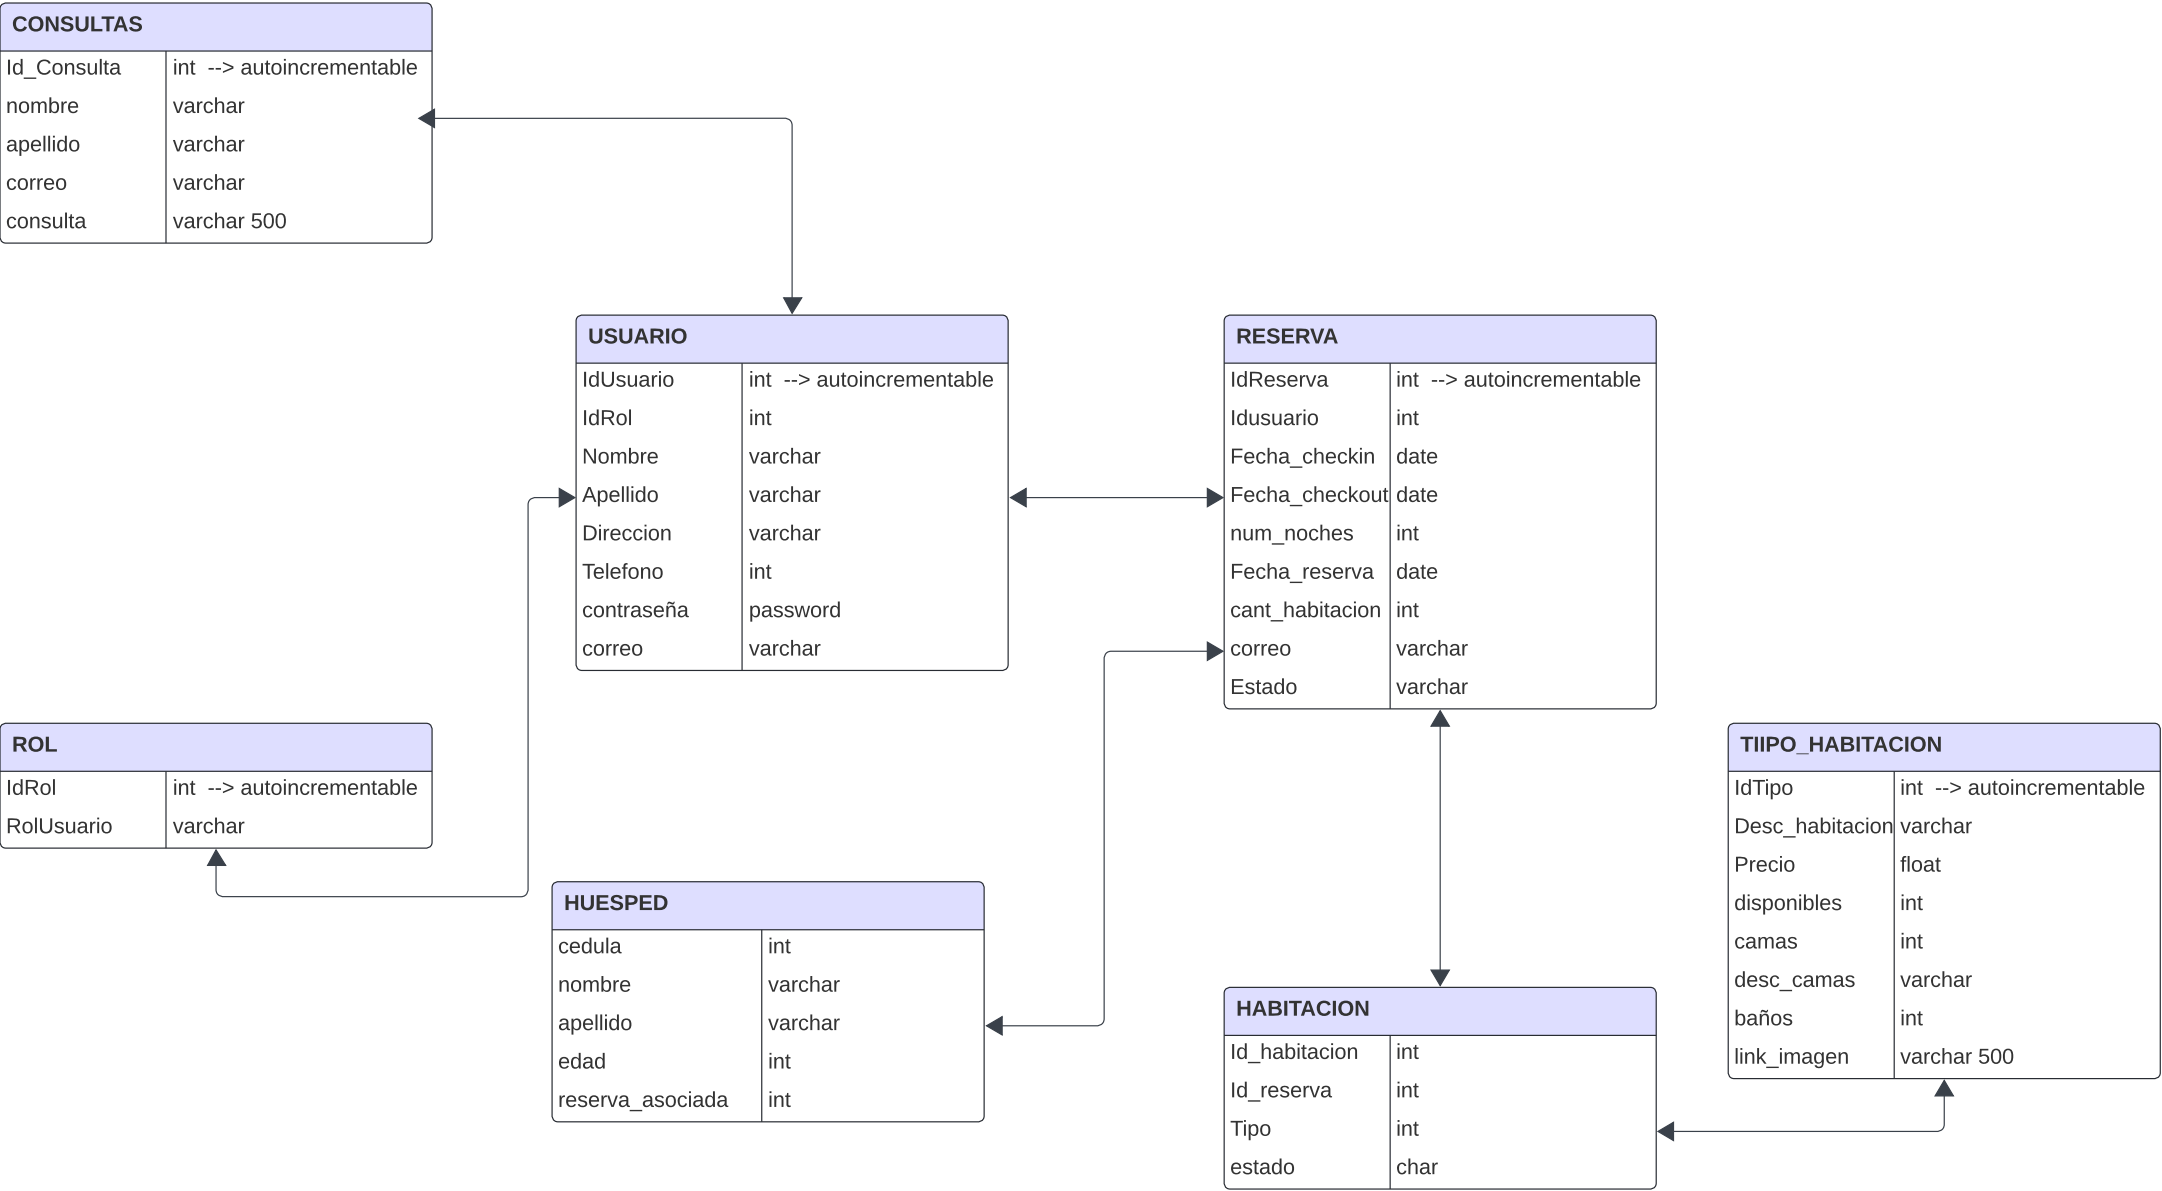 CONSULTAS
Id_Consulta int --> autoincrementable
nombre varchar
apellido varchar
correo varchar
consulta varchar 500
USUARIO
IdUsuario int --> autoincrementable
IdRol int
Nombre varchar
Apellido varchar
Direccion varchar
Telefono int
contraseña password
correo varchar
RESERVA
IdReserva int --> autoincrementable
Idusuario int
Fecha_checkin date
Fecha_checkout date
num_noches int
Fecha_reserva date
cant_habitacion int
correo varchar
Estado varchar
ROL
IdRol int --> autoincrementable
RolUsuario varchar
TIIPO_HABITACION
IdTipo int --> autoincrementable
Desc_habitacion varchar
Precio float
disponibles int
camas int
desc_camas varchar
baños int
link_imagen varchar 500
HUESPED
cedula int
nombre varchar
apellido varchar
edad int
reserva_asociada int
HABITACION
Id_habitacion int
Id_reserva int
Tipo int
estado char